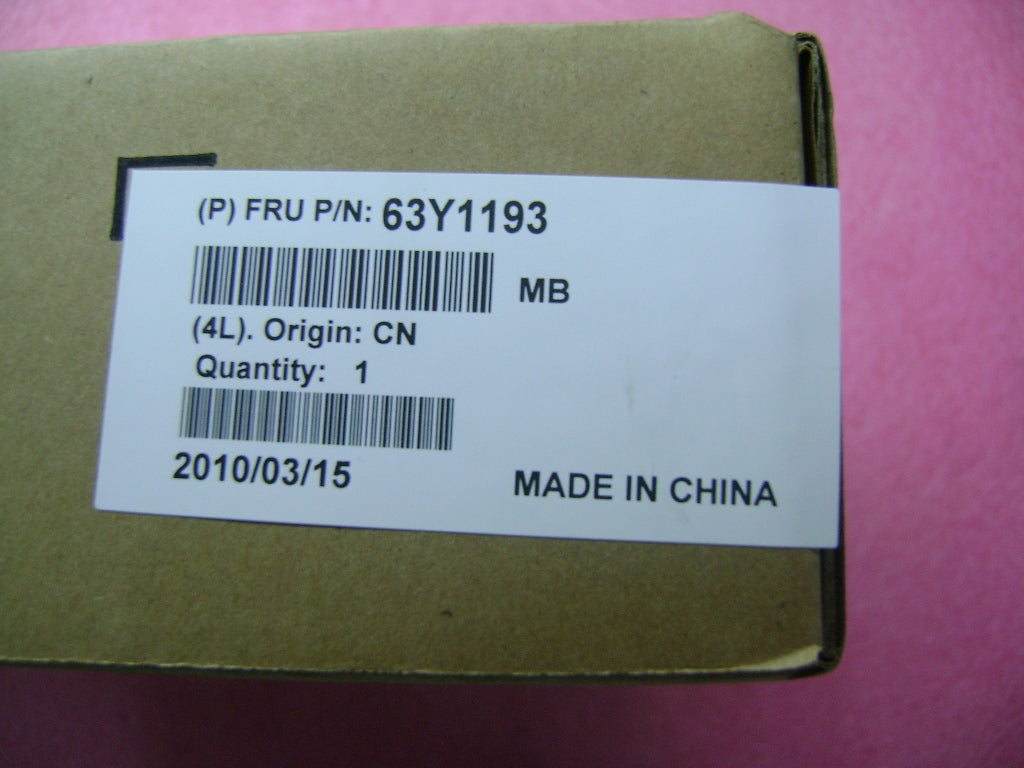 (P) FRU P/N: 63Y1193
MB
(4L). Origin: CN
Quantity: 1
2010/03/15
MADE IN CHINA